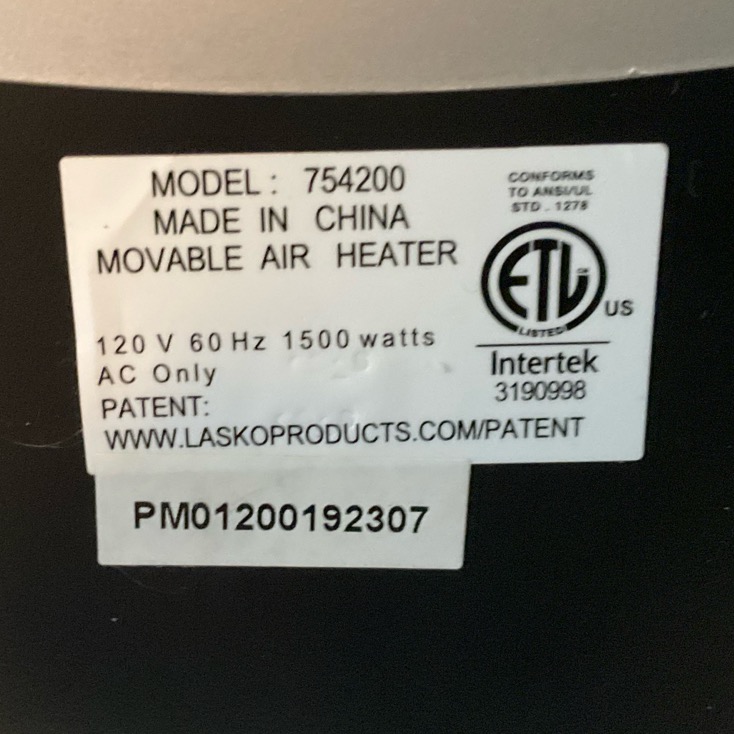 MODEL: 754200
MADE IN CHINA
MOVABLE AIR HEATER
120 V 60 Hz 1500 watts
AC Only
PATENT:
WWW.LASKOPRODUCTS.COM/PATENT
CONFORMS
TO ANSI/UL
STD. 1278
ETL
CM
US
LISTED
Intertek
3190998
PM01200192307